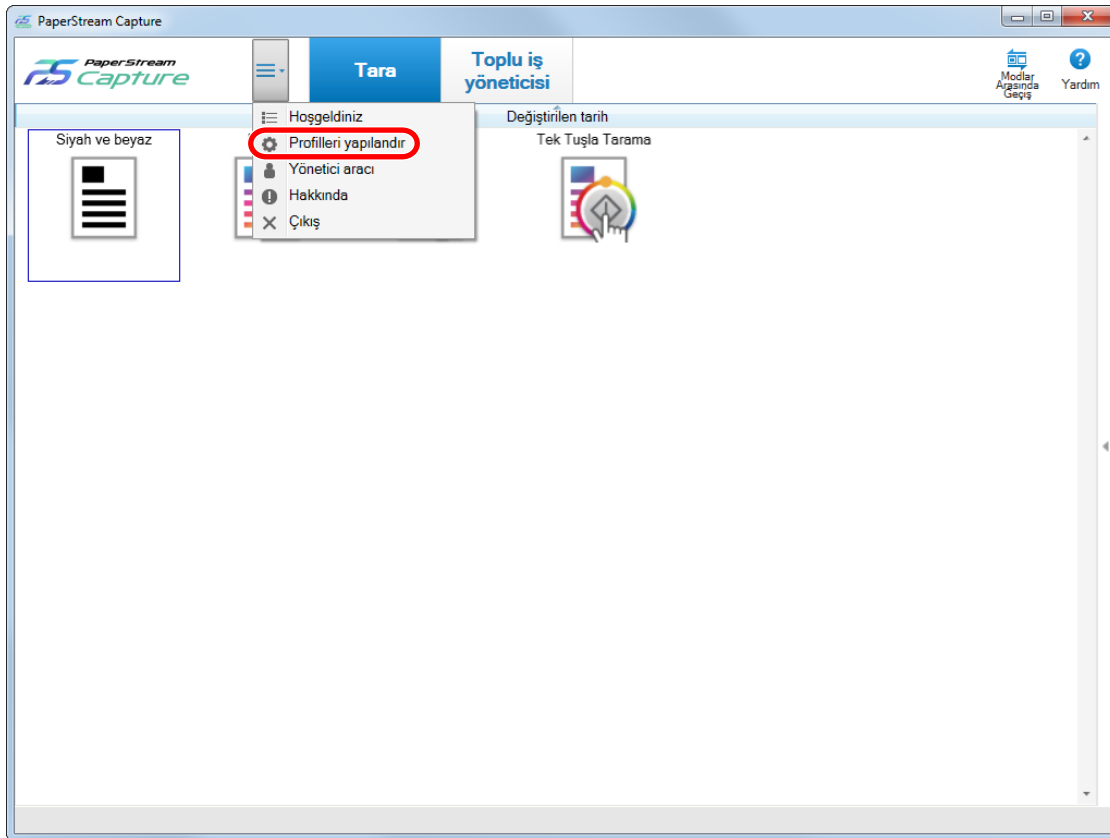 PaperStream Capture
PaperStream
Capture
Tara
Toplu iş
yöneticisi
Modlar
Arasında
Geçiş
Yardım
Değiştirilen tarih
Hoşgeldiniz
Profilleri yapılandır
Yönetici aracı
Hakkında
Çıkış
Siyah ve beyaz
Tek Tuşla Tarama